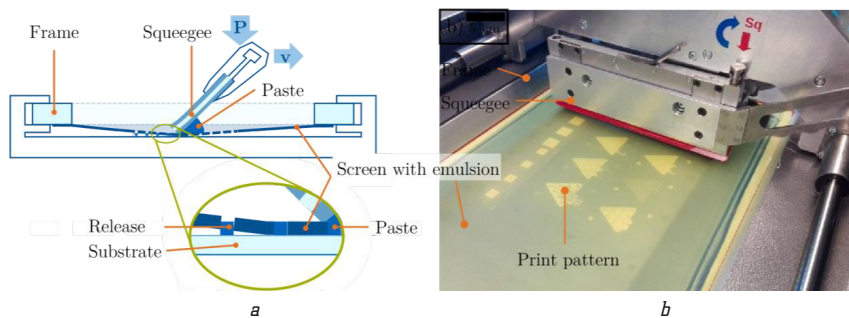 Frame
Squeegee
P
v
Paste
Screen with emulsion
Release
Substrate
Paste
a
Sq
Frame
Squeegee
Print pattern
b